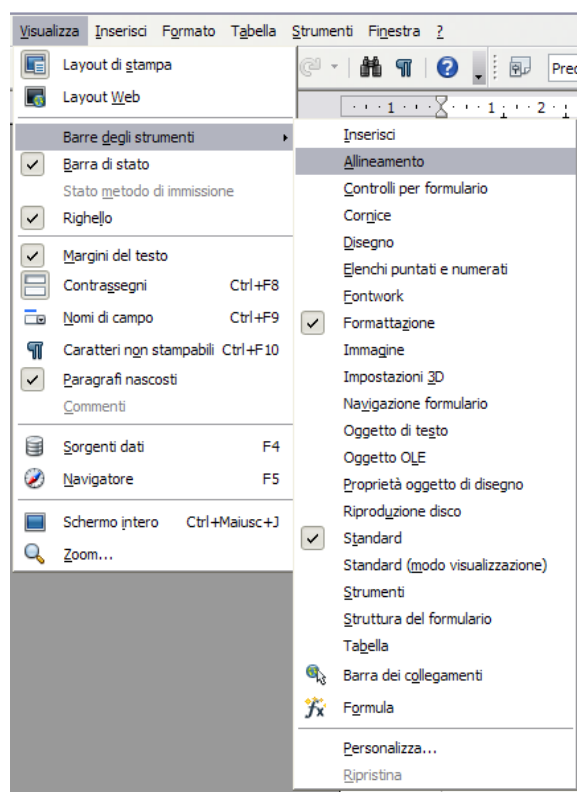 Visualizza Inserisci Formato Tabella Strumenti Finestra ?
Layout di stampa
Layout Web
Barre degli strumenti
Barra di stato
Stato metodo di immissione
Righello
Margini del testo
Contrassegni Ctrl+F8
Nomi di campo Ctrl+F9
Caratteri non stampabili Ctrl+F10
Paragrafi nascosti
Commenti
Sorgenti dati F4
Navigatore F5
Schermo intero Ctrl+Maiusc+J
Zoom...
Pred
1 1 2
Inserisci
Allineamento
Controlli per formulario
Cornice
Disegno
Elenchi puntati e numerati
Fontwork
Formattazione
Immagine
Impostazioni 3D
Navigazione formulario
Oggetto di testo
Oggetto OLE
Proprietà oggetto di disegno
Riproduzione disco
Standard
Standard (modo visualizzazione)
Strumenti
Struttura del formulario
Tabella
Barra dei collegamenti
Formula
Personalizza...
Ripristina